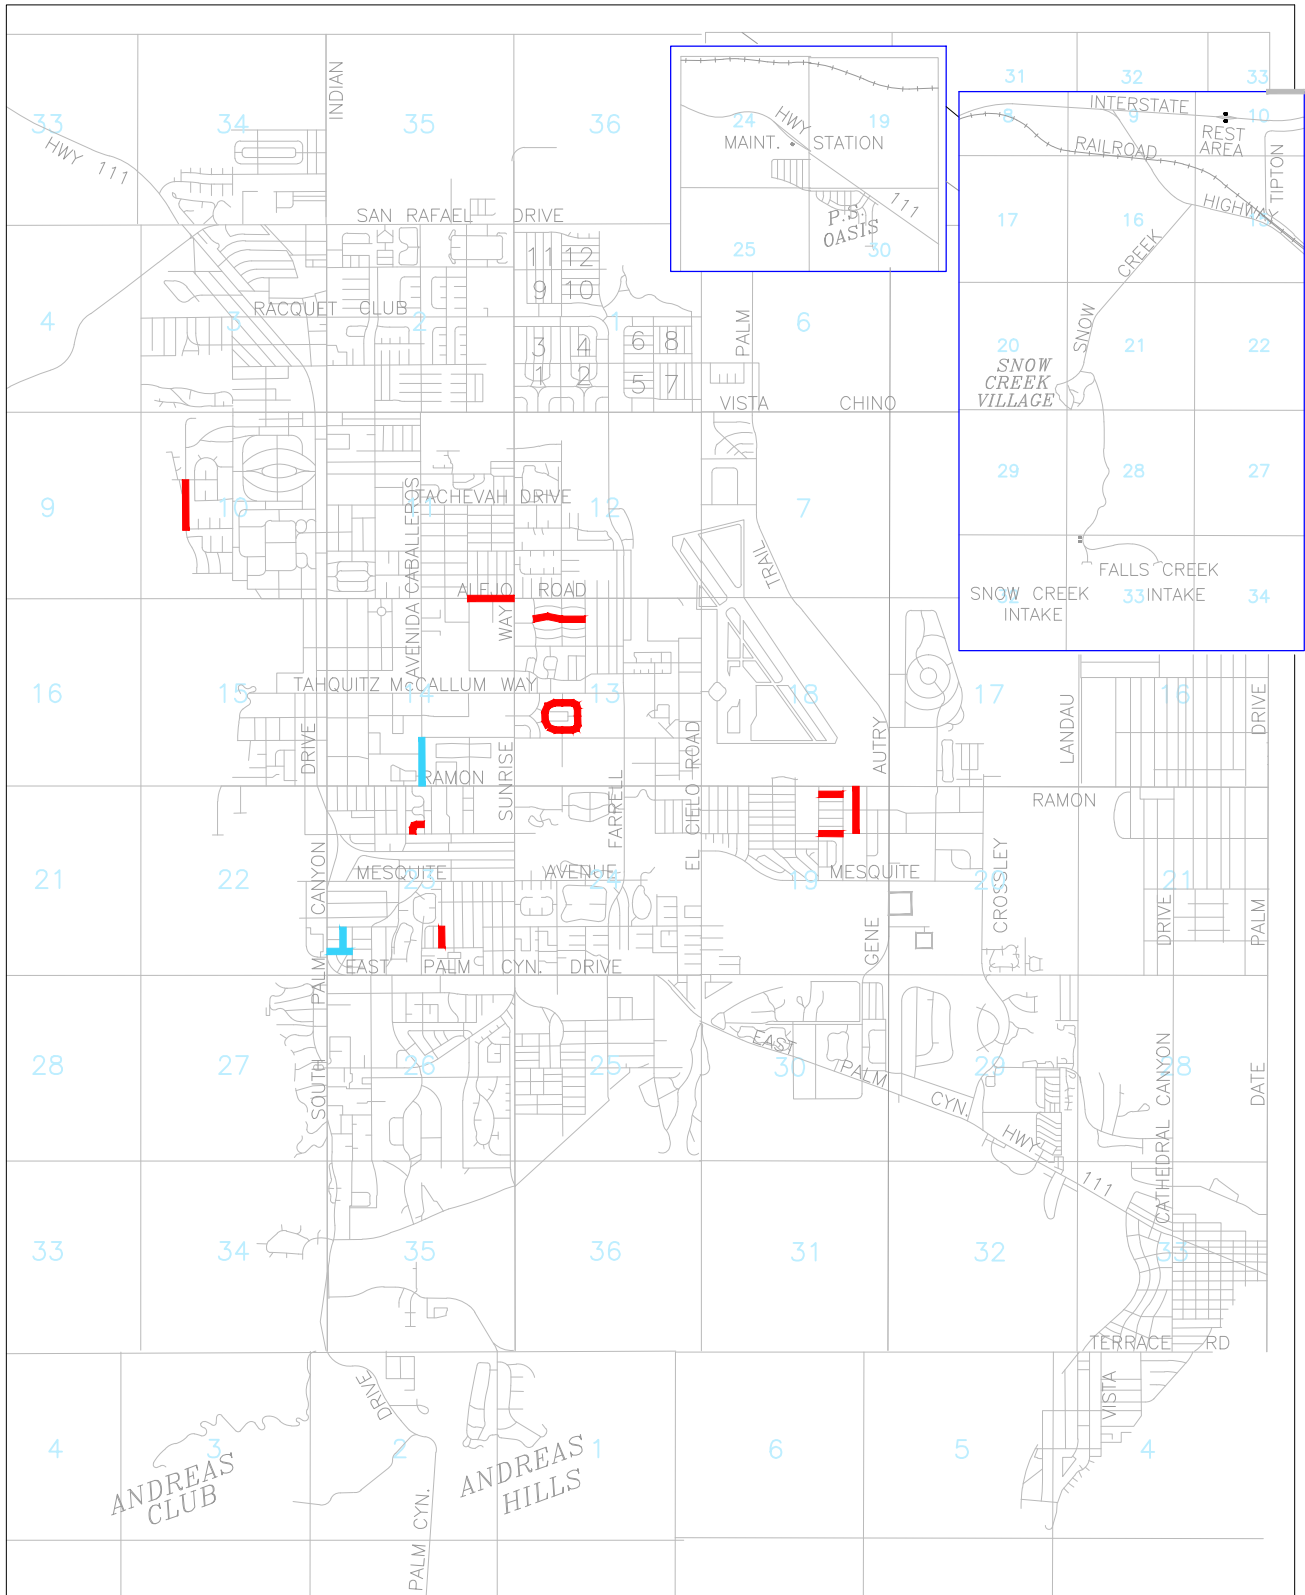 31
32
33
INTERSTATE
8
9
10
REST
AREA
RAILROAD
TIPTON
17
16
15
HIGHWAY
CREEK
SNOW
20
21
22
SNOW
CREEK
VILLAGE
29
28
27
FALLS CREEK
INTAKE
SNOW CREEK
INTAKE
32
33
34
24
19
HWY
MAINT. STATION
111
P.S.
OASIS
25
30
INDIAN
33
34
35
36
HWY 111
SAN RAFAEL DRIVE
11
12
9
10
RACQUET CLUB
4
3
2
1
6
3
4
6
8
1
2
5
7
PALM
VISTA CHINO
9
10
11
12
7
TACHEVAH DRIVE
AVENIDA CABALLEROS
TRAIL
ALEJO ROAD
WAY
TAHQUITZ McCALLUM WAY
16
15
14
13
18
17
16
DRIVE
RAMON
SUNRISE
FARRELL
EL CIELO ROAD
AUTRY
LANDAU
DRIVE
RAMON
21
22
23
24
19
20
21
MESQUITE AVENUE
MESQUITE
CANYON
GENE
CROSSLEY
DRIVE
PALM
EAST PALM CYN. DRIVE
PALM
SOUTH
28
27
26
25
30
29
28
EAST PALM CYN.
HWY 111
CATHEDRAL CANYON
DATE
33
34
35
36
31
32
33
TERRACE RD
VISTA
DRIVE
4
3
2
1
6
5
4
ANDREAS
CLUB
ANDREAS
HILLS
PALM CYN.